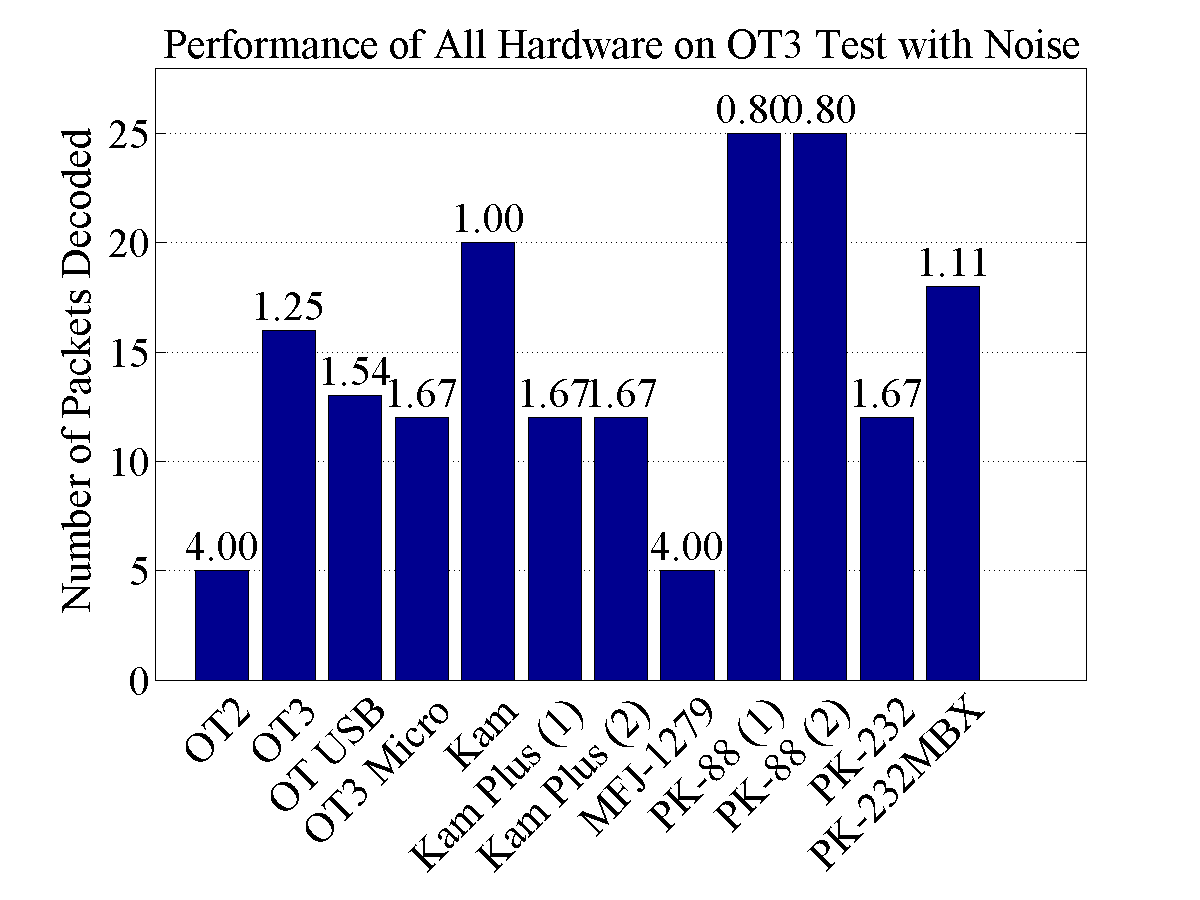 Performance of All Hardware on OT3 Test with Noise
Number of Packets Decoded
25
20
15
10
5
0
4.00
1.25
1.54
1.67
1.00
1.67
1.67
4.00
0.80
0.80
1.67
1.11
OT2
OT3
OT USB
OT3 Micro
Kam
Kam Plus (1)
Kam Plus (2)
MFJ-1279
PK-88 (1)
PK-88 (2)
PK-232
PK-232MBX